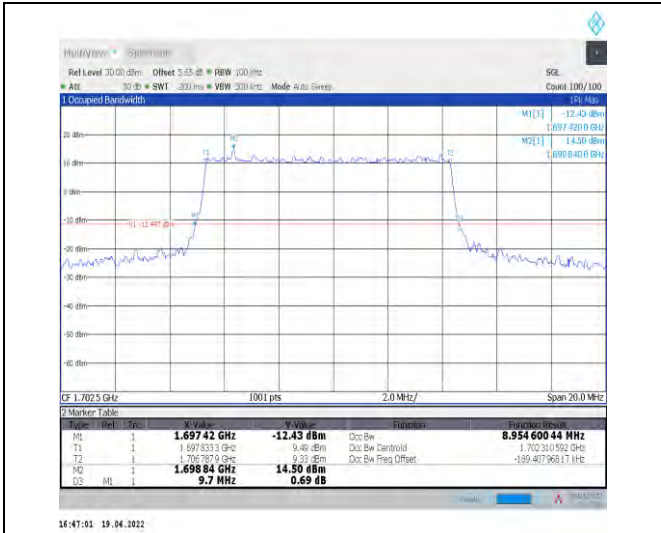 MultiView Spectrum
Ref Level 30.00 dBm Offset 5.65 dB RBW 100 kHz SGL
Att 30 dB SWT 200 ms VBW 300 kHz Mode Auto Sweep Count 100/100
1 Occupied Bandwidth 1Pk Max
M1[1] -12.43 dBm
1.697 420 0 GHz
M2[1] 14.50 dBm
1.698 840 0 GHz
20 dBm
M2
T1 T2
10 dBm
0 dBm
-10 dBm
M1
-20 dBm
-30 dBm
-40 dBm
-50 dBm
-60 dBm
CF 1.7025 GHz 1001 pts 2.0 MHz/ Span 20.0 MHz
2 Marker Table
Type Ref Trc X-Value Y-Value Function Function Result
M1 1 1.697 42 GHz -12.43 dBm Occ Bw 8.954 600 44 MHz
T1 1 1.697 833 3 GHz 9.48 dBm Occ Bw Centroid 1.702 310 592 GHz
T2 1 1.706 787 9 GHz 9.33 dBm Occ Bw Freq Offset -189.407 968 17 kHz
M2 1 1.698 84 GHz 14.50 dBm
D3 M1 1 9.7 MHz 0.69 dB
16:47:01 19.04.2022